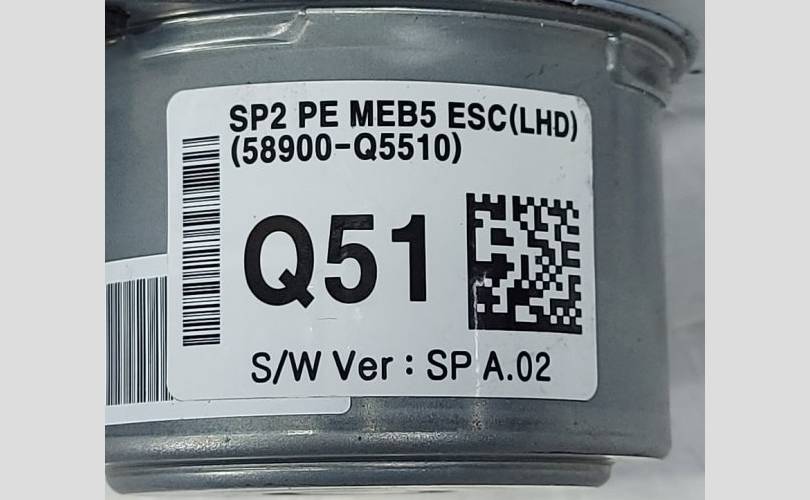 SP2 PE MEB5 ESC(LHD)
(58900-Q5510)
Q51
S/W Ver : SP A.02